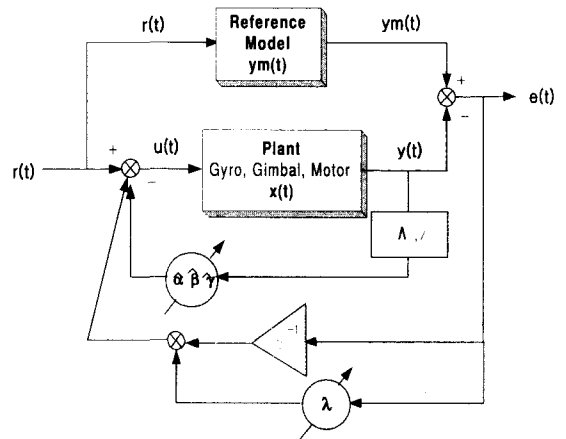 r(t)
Reference
Model
ym(t)
ym(t)
+
e(t)
−
u(t)
Plant
Gyro, Gimbal, Motor
x(t)
y(t)
r(t)
+
−
Λ
α̂ β̂ γ̂
-1
λ